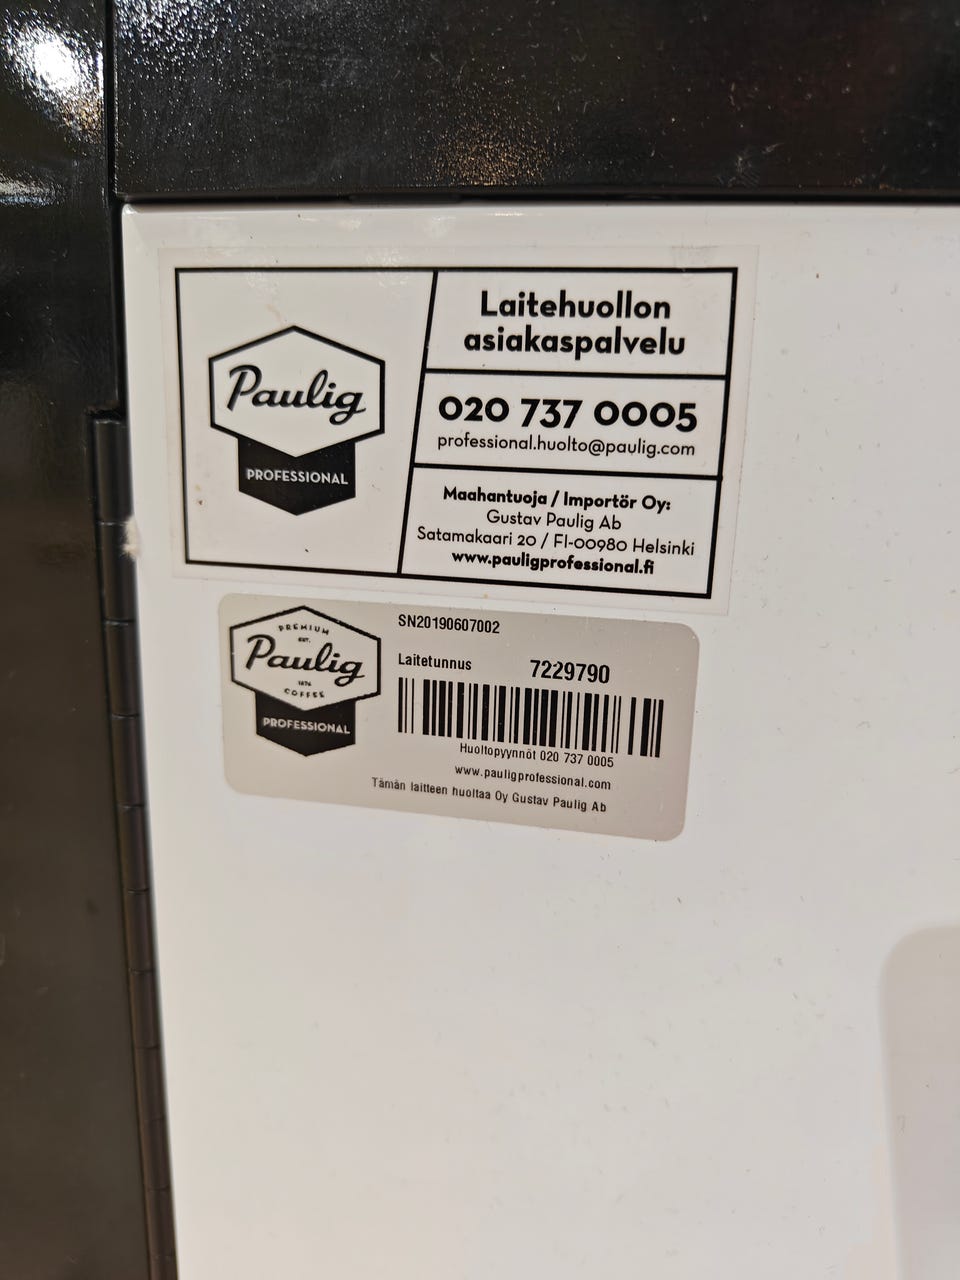 Paulig
PROFESSIONAL
Laitehuollon
asiakaspalvelu
020 737 0005
professional.huolto@paulig.com
Maahantuoja / Importör Oy:
Gustav Paulig Ab
Satamakaari 20 / FI-00980 Helsinki
www.pauligprofessional.fi
PREMIUM
EST.
Paulig
1876
COFFEE
PROFESSIONAL
SN20190607002
Laitetunnus 7229790
Huoltopyynnöt 020 737 0005
www.pauligprofessional.com
Tämän laitteen huoltaa Oy Gustav Paulig Ab